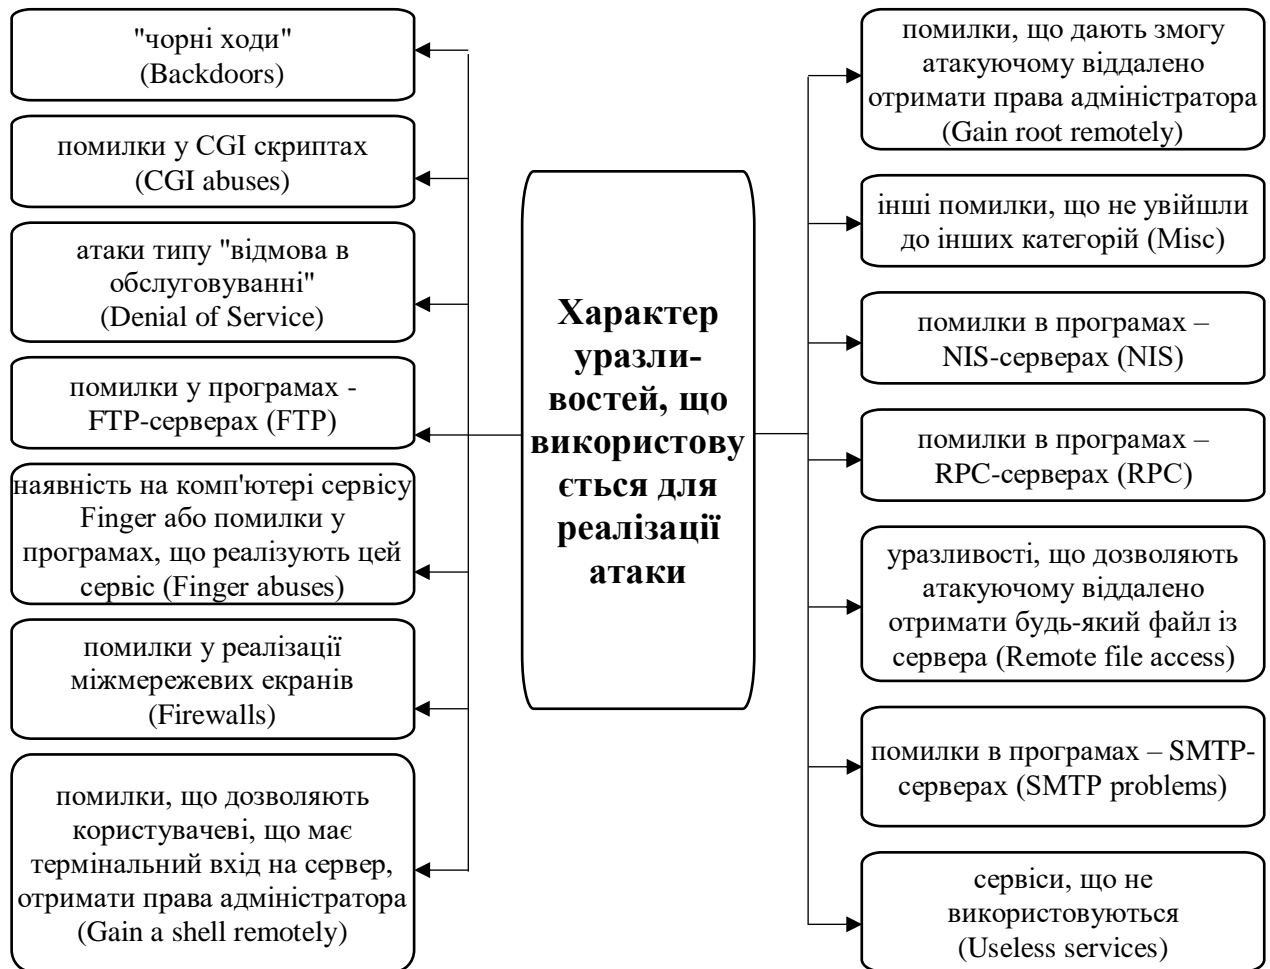 "чорні ходи"
(Backdoors)
помилки у CGI скриптах
(CGI abuses)
атаки типу "відмова в
обслуговуванні"
(Denial of Service)
помилки у програмах -
FTP-серверах (FTP)
наявність на комп'ютері сервісу
Finger або помилки у
програмах, що реалізують цей
сервіс (Finger abuses)
помилки у реалізації
міжмережевих екранів
(Firewalls)
помилки, що дозволяють
користувачеві, що має
термінальний вхід на сервер,
отримати права адміністратора
(Gain a shell remotely)
Характер
уразли-
востей, що
використову
ється для
реалізації
атаки
помилки, що дають змогу
атакуючому віддалено
отримати права адміністратора
(Gain root remotely)
інші помилки, що не увійшли
до інших категорій (Misc)
помилки в програмах –
NIS-серверах (NIS)
помилки в програмах –
RPC-серверах (RPC)
уразливості, що дозволяють
атакуючому віддалено
отримати будь-який файл із
сервера (Remote file access)
помилки в програмах – SMTP-
серверах (SMTP problems)
сервіси, що не
використовуються
(Useless services)